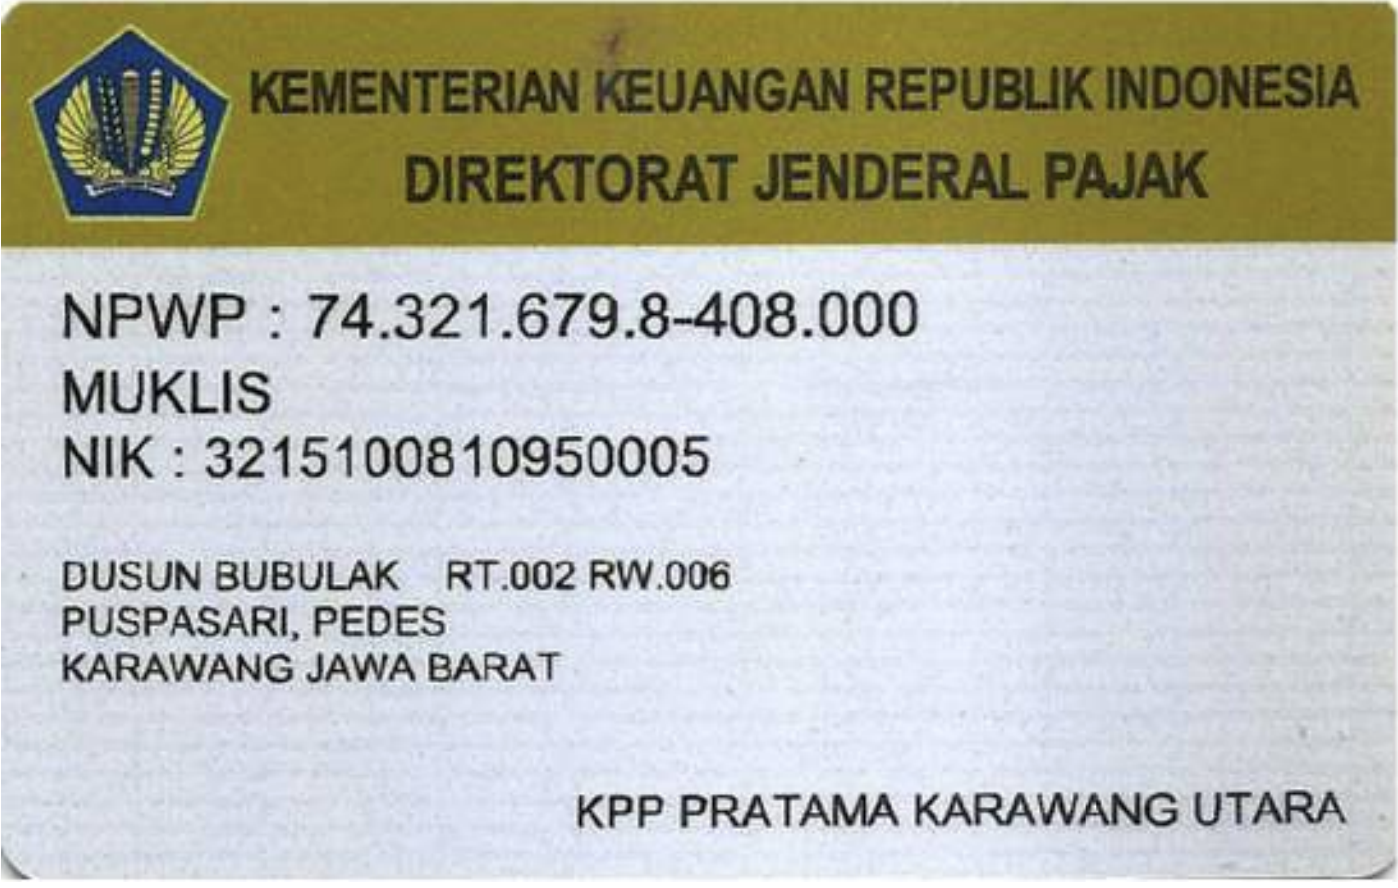 KEMENTERIAN KEUANGAN REPUBLIK INDONESIA
DIREKTORAT JENDERAL PAJAK
NPWP : 74.321.679.8-408.000
MUKLIS
NIK : 3215100810950005
DUSUN BUBULAK RT.002 RW.006
PUSPASARI, PEDES
KARAWANG JAWA BARAT
KPP PRATAMA KARAWANG UTARA